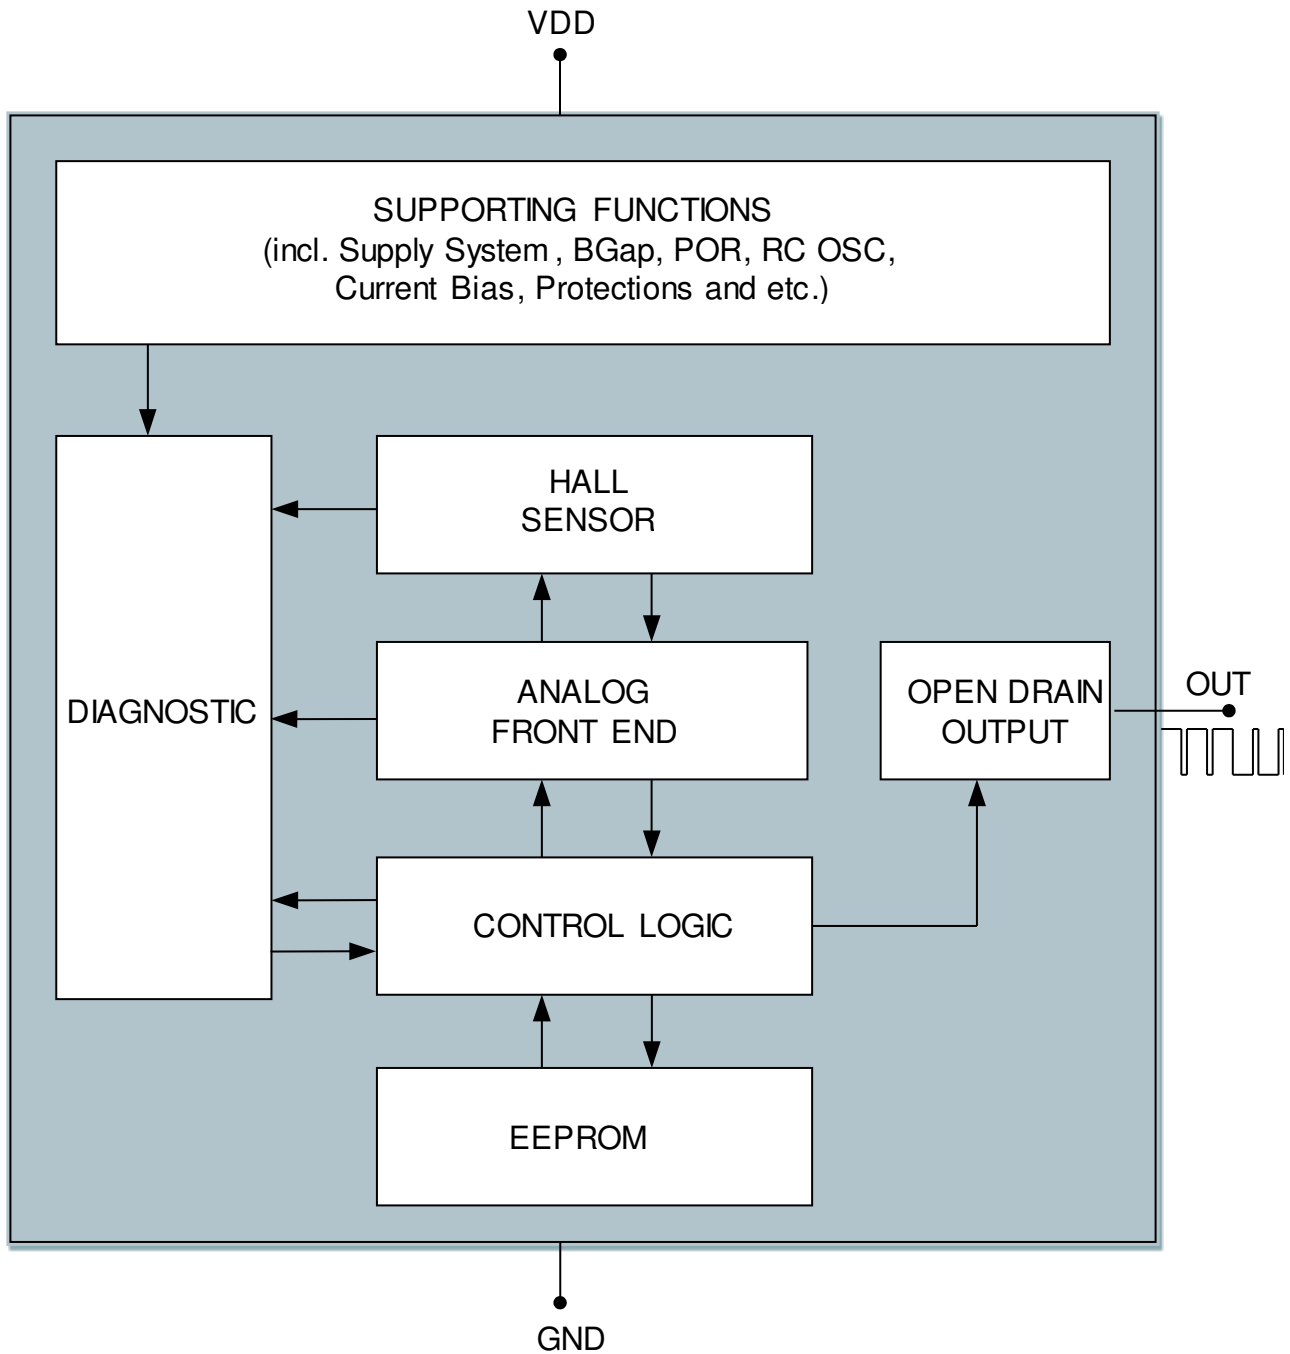 VDD
SUPPORTING FUNCTIONS
(incl. Supply System, BGap, POR, RC OSC,
Current Bias, Protections and etc.)
HALL
SENSOR
DIAGNOSTIC
ANALOG
FRONT END
OPEN DRAIN
OUTPUT
OUT
CONTROL LOGIC
EEPROM
GND